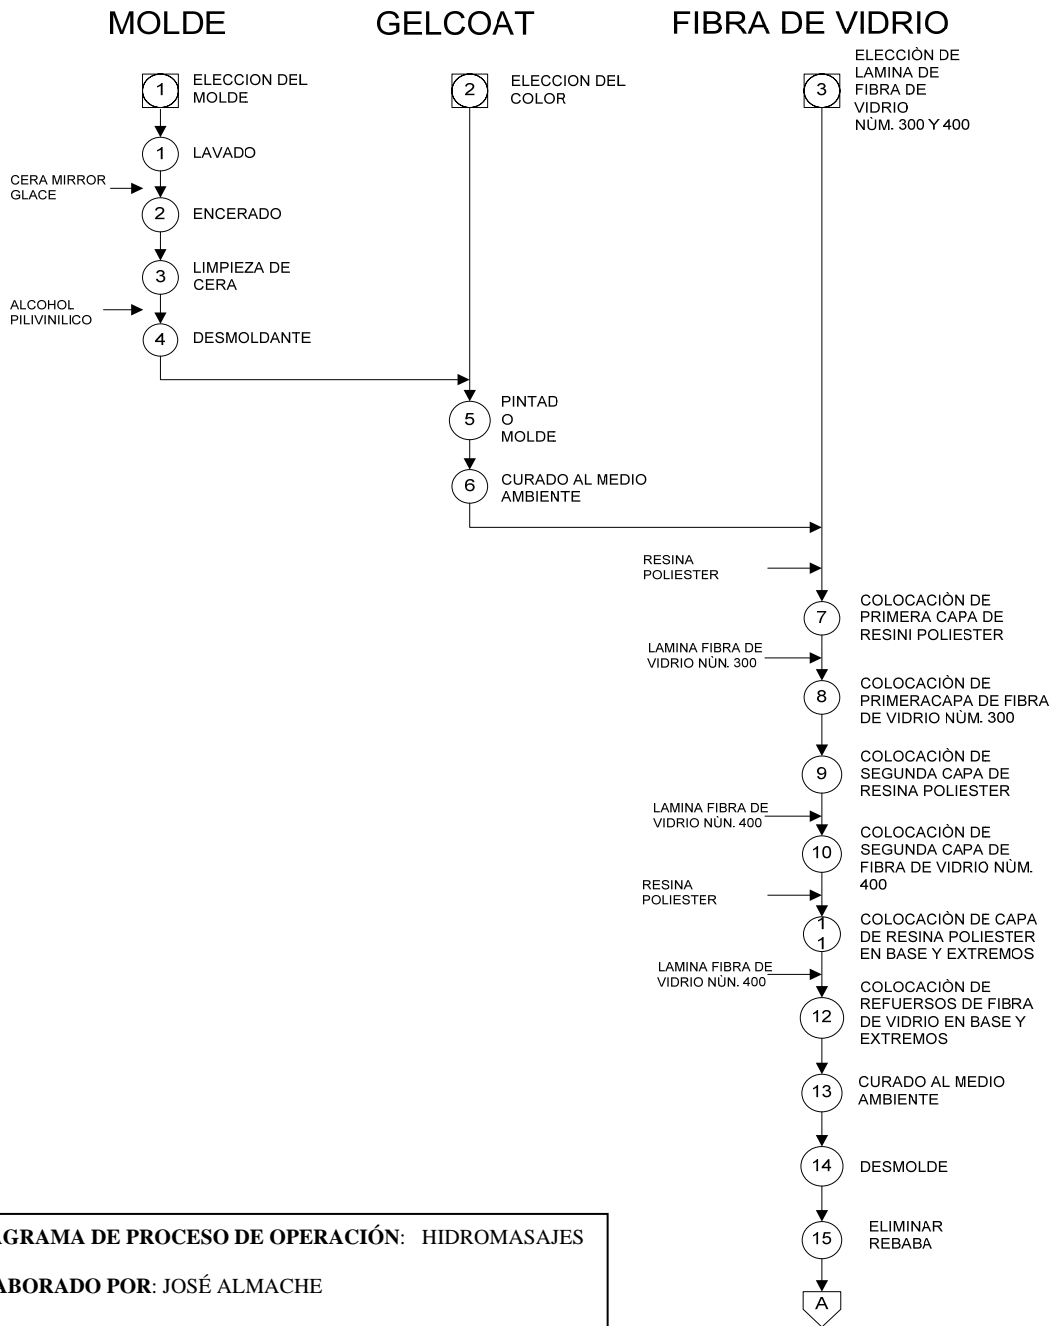 MOLDE
GELCOAT
FIBRA DE VIDRIO
1
ELECCION DEL
MOLDE
2
ELECCION DEL
COLOR
3
ELECCIÒN DE
LAMINA DE
FIBRA DE
VIDRIO
NÙM. 300 Y 400
1
LAVADO
CERA MIRROR
GLACE
2
ENCERADO
3
LIMPIEZA DE
CERA
ALCOHOL
PILIVINILICO
4
DESMOLDANTE
5
PINTAD
O
MOLDE
6
CURADO AL MEDIO
AMBIENTE
RESINA
POLIESTER
7
COLOCACIÒN DE
PRIMERA CAPA DE
RESINI POLIESTER
LAMINA FIBRA DE
VIDRIO NÙN. 300
8
COLOCACIÒN DE
PRIMERACAPA DE FIBRA
DE VIDRIO NÙM. 300
9
COLOCACIÒN DE
SEGUNDA CAPA DE
RESINA POLIESTER
LAMINA FIBRA DE
VIDRIO NÙN. 400
10
COLOCACIÒN DE
SEGUNDA CAPA DE
FIBRA DE VIDRIO NÙM.
400
RESINA
POLIESTER
1
1
COLOCACIÒN DE CAPA
DE RESINA POLIESTER
EN BASE Y EXTREMOS
LAMINA FIBRA DE
VIDRIO NÙN. 400
12
COLOCACIÒN DE
REFUERSOS DE FIBRA
DE VIDRIO EN BASE Y
EXTREMOS
13
CURADO AL MEDIO
AMBIENTE
14
DESMOLDE
15
ELIMINAR
REBABA
A
AGRAMA DE PROCESO DE OPERACIÓN: HIDROMASAJES
ABORADO POR: JOSÉ ALMACHE